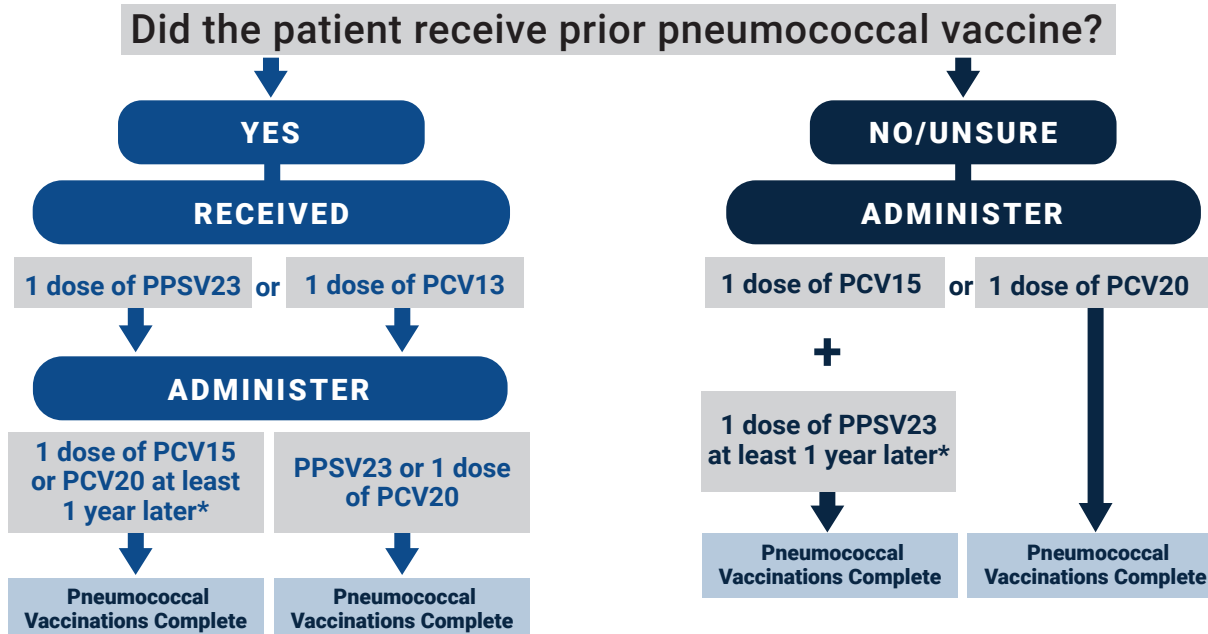 Did the patient receive prior pneumococcal vaccine?
YES
RECEIVED
1 dose of PPSV23 or 1 dose of PCV13
ADMINISTER
1 dose of PCV15
or PCV20 at least
1 year later*
PPSV23 or 1 dose
of PCV20
Pneumococcal
Vaccinations Complete
Pneumococcal
Vaccinations Complete
NO/UNSURE
ADMINISTER
1 dose of PCV15 or 1 dose of PCV20
+
1 dose of PPSV23
at least 1 year later*
Pneumococcal
Vaccinations Complete
Pneumococcal
Vaccinations Complete